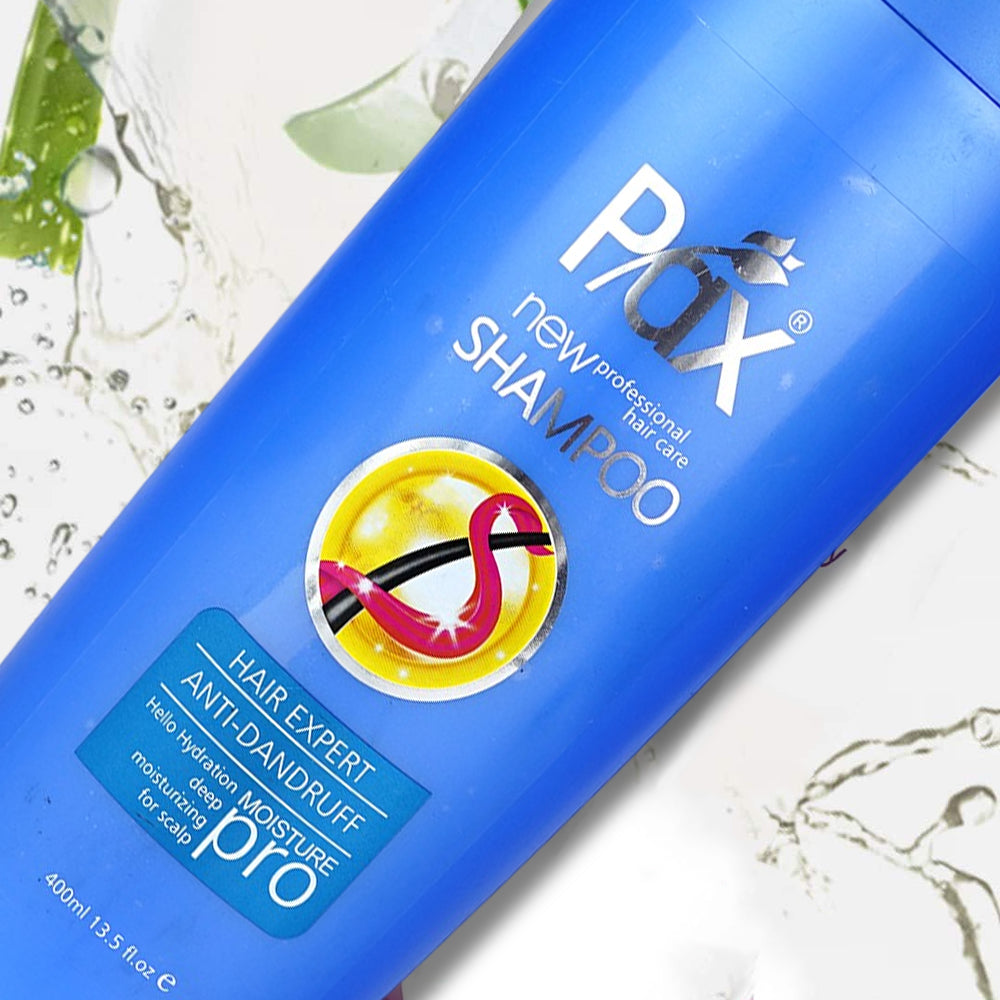 Pax®
new professional
hair care
SHAMPOO
HAIR EXPERT
ANTI-DANDRUFF
Hello Hydration
deep
moisturizing
for scalp
MOISTURE
pro
400ml 13.5 fl.oz e